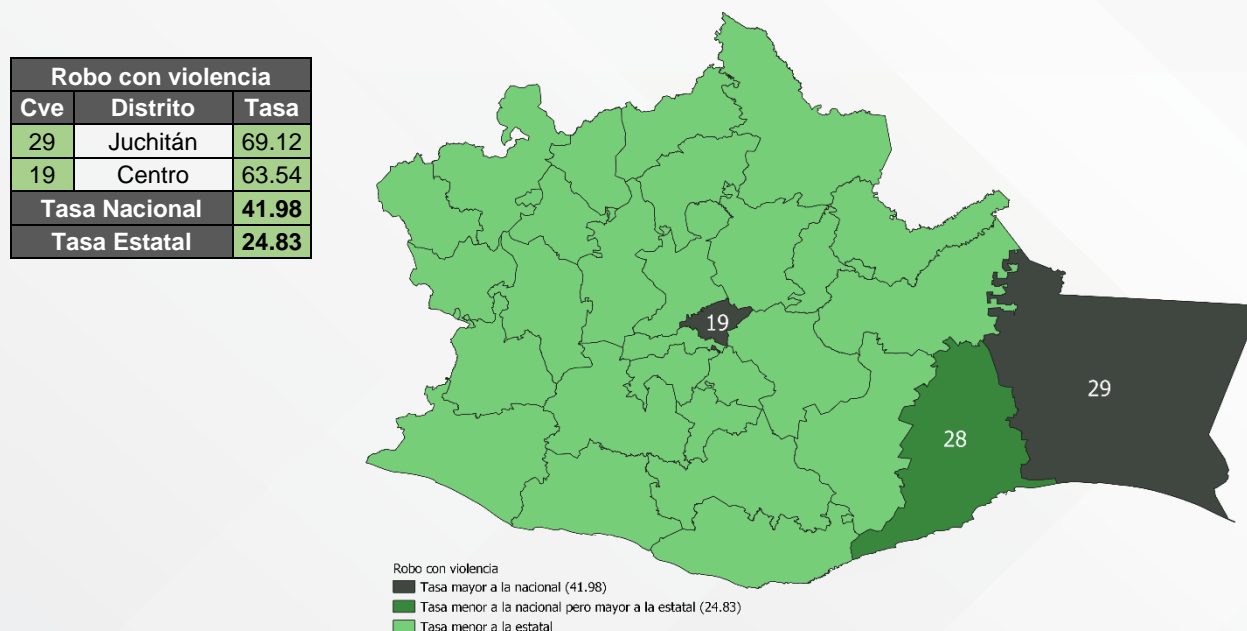 Robo con violencia
Cve Distrito Tasa
29 Juchitán 69.12
19 Centro 63.54
Tasa Nacional 41.98
Tasa Estatal 24.83
19
29
28
Robo con violencia
Tasa mayor a la nacional (41.98)
Tasa menor a la nacional pero mayor a la estatal (24.83)
Tasa menor a la estatal